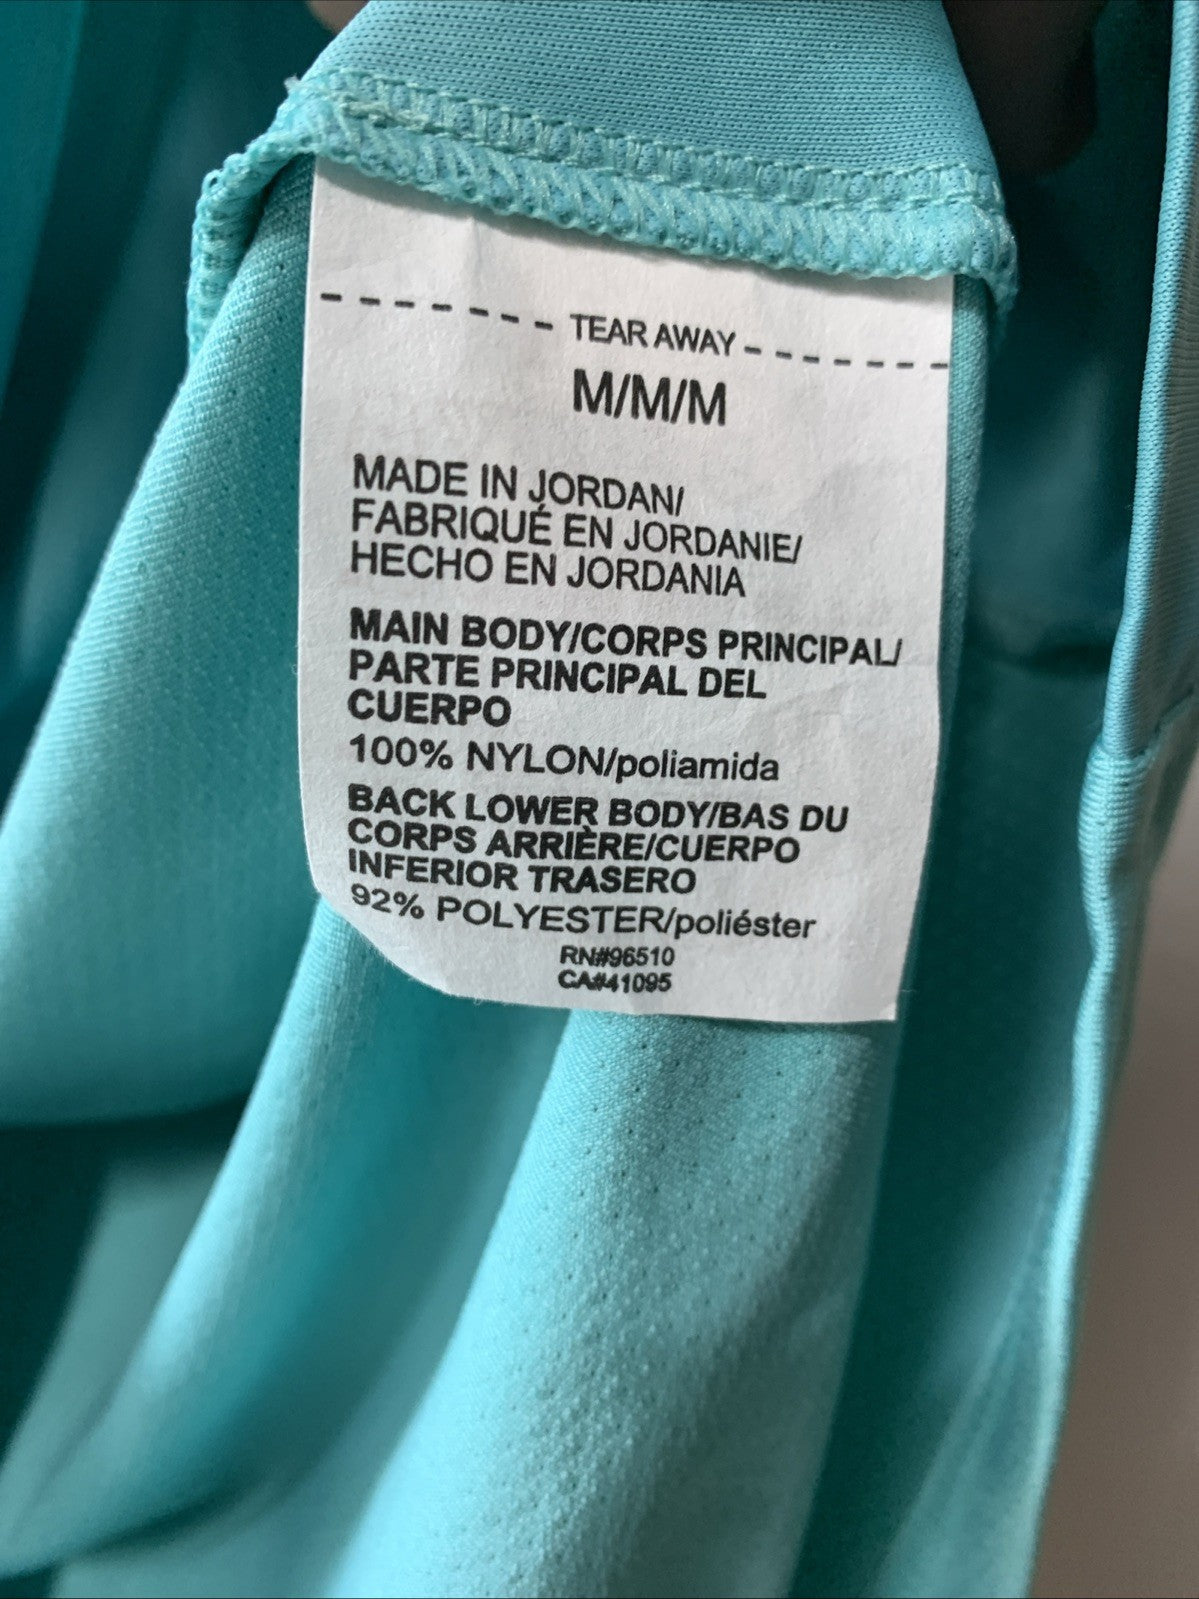 TEAR AWAY
M/M/M
MADE IN JORDAN/
FABRIQUÉ EN JORDANIE/
HECHO EN JORDANIA
MAIN BODY/CORPS PRINCIPAL/
PARTE PRINCIPAL DEL
CUERPO
100% NYLON/poliamida
BACK LOWER BODY/BAS DU
CORPS ARRIÈRE/CUERPO
INFERIOR TRASERO
92% POLYESTER/poliéster
RN#96510
CA#41095